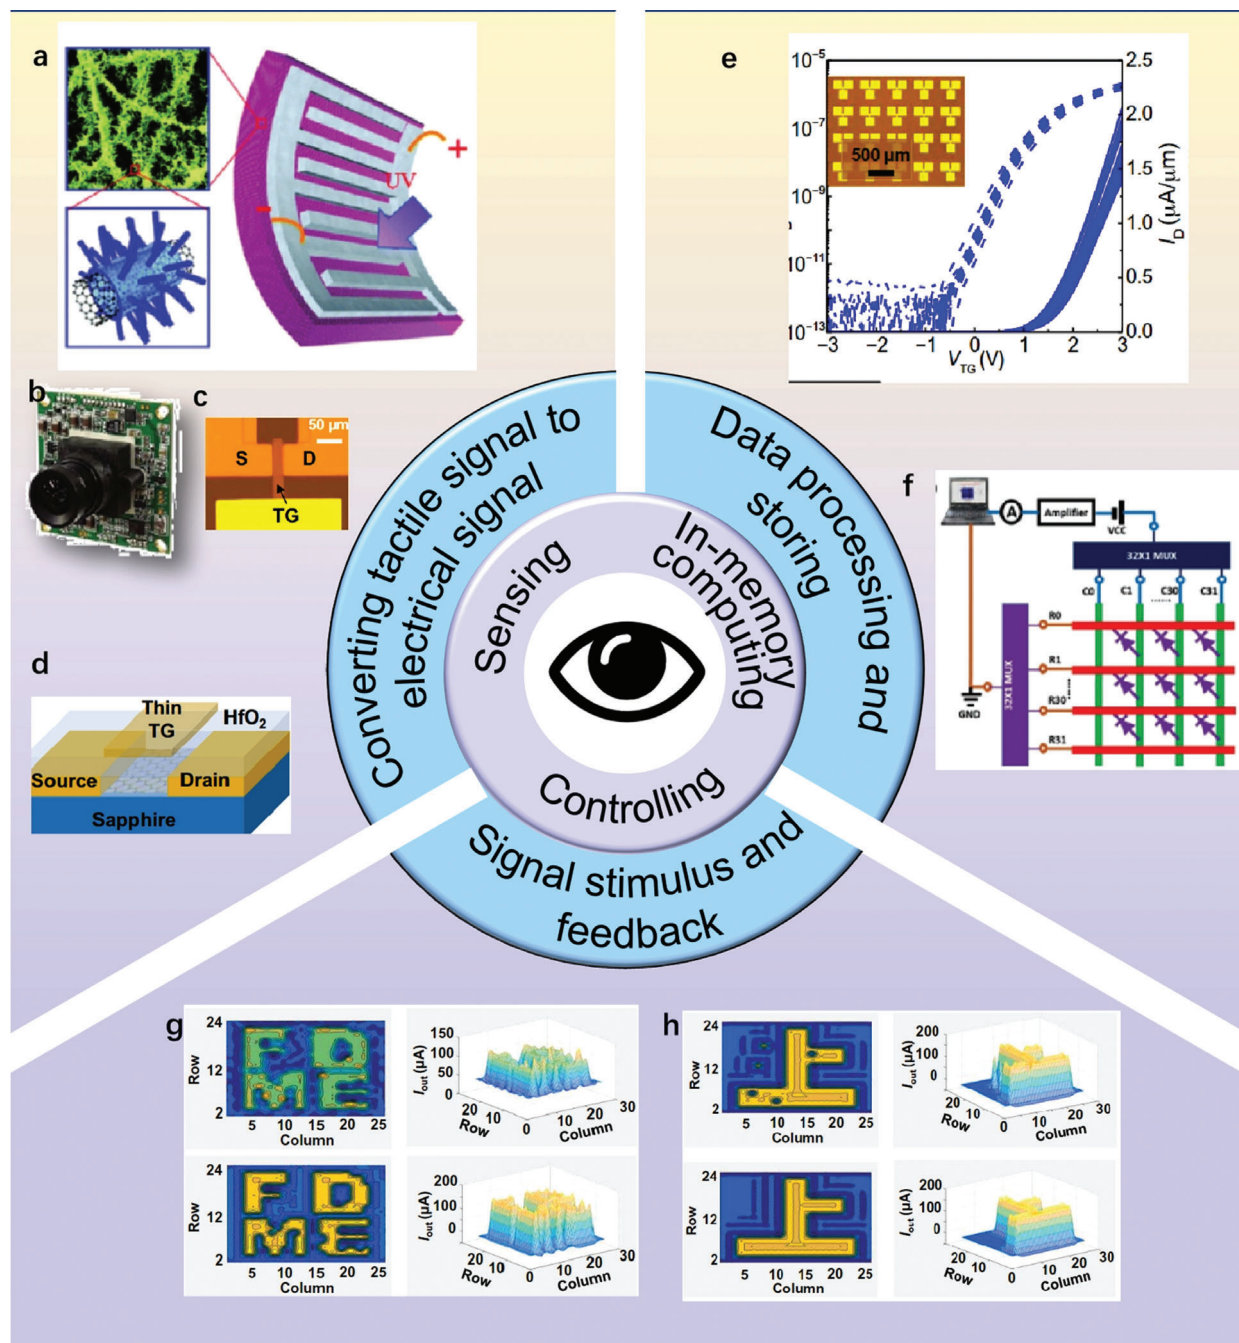 a
UV
+
-
b
c
50 μm
S D
TG
d
Thin
TG
HfO2
Source
Drain
Sapphire
e
10−5
10−7
10−9
10−11
10−13
500 μm
2.5
2.0
1.5
1.0
0.5
0.0
ID (μA/μm)
−3 −2 −1 0 1 2 3
VTG (V)
f
A
Amplifier
VCC
32X1 MUX
C0 C1 C30 C31
R0
R1
R30
R31
32X1 MUX
GND
Converting tactile signal to
electrical signal
Data processing and
storing
Signal stimulus and
feedback
Sensing
In-memory
computing
Controlling
g
24
12
2
Row
5 10 15 20 25
Column
150
100
50
0
Iout (μA)
20
10
0
Row
10
20
30
Column
24
12
2
Row
5 10 15 20 25
Column
200
100
0
Iout (μA)
20
10
0
Row
10
20
30
Column
h
24
12
2
Row
5 10 15 20 25
Column
200
100
0
Iout (μA)
20
10
0
Row
10
20
30
Column
24
12
2
Row
5 10 15 20 25
Column
200
100
0
Iout (μA)
20
10
0
Row
10
20
30
Column
F D
M E
F D
M E
上
上